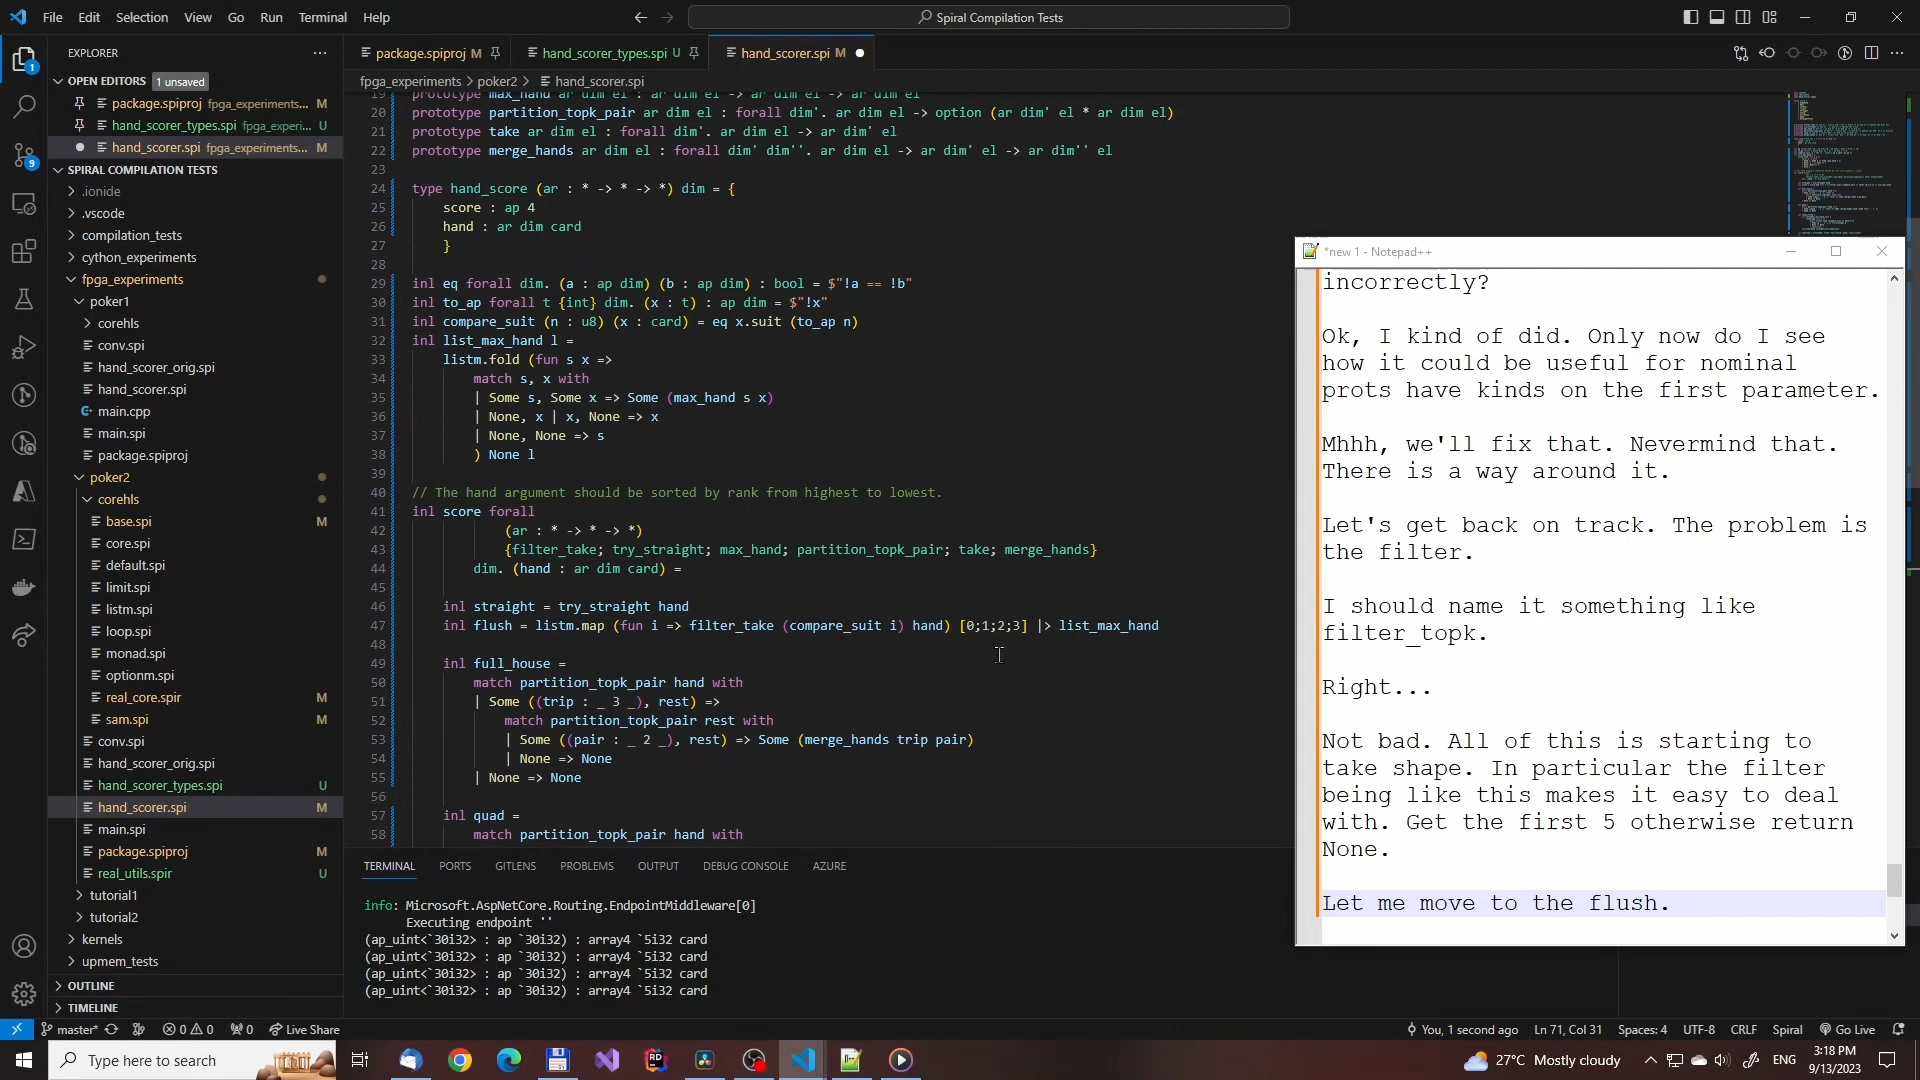 File Edit Selection View Go Run Terminal Help
Spiral Compilation Tests
EXPLORER
OPEN EDITORS 1 unsaved
package.spiproj fpga_experiments... M
hand_scorer_types.spi fpga_experi... U
hand_scorer.spi fpga_experiments... M
SPIRAL COMPILATION TESTS
.ionide
.vscode
compilation_tests
cython_experiments
fpga_experiments
poker1
corehls
conv.spi
hand_scorer_orig.spi
hand_scorer.spi
main.cpp
main.spi
package.spiproj
poker2
corehls
base.spi M
core.spi
default.spi
limit.spi
listm.spi
loop.spi
monad.spi
optionm.spi
real_core.spir M
sam.spi M
conv.spi
hand_scorer_orig.spi
hand_scorer_types.spi U
hand_scorer.spi M
main.spi
package.spiproj M
real_utils.spir U
tutorial1
tutorial2
kernels
upmem_tests
OUTLINE
TIMELINE
package.spiproj M
hand_scorer_types.spi U
hand_scorer.spi M
fpga_experiments > poker2 > hand_scorer.spi
19 prototype max_hand ar dim el : ar dim el -> ar dim el -> ar dim el
20 prototype partition_topk_pair ar dim el : forall dim'. ar dim el -> option (ar dim' el * ar dim el)
21 prototype take ar dim el : forall dim'. ar dim el -> ar dim' el
22 prototype merge_hands ar dim el : forall dim' dim''. ar dim el -> ar dim' el -> ar dim'' el
23
24 type hand_score (ar : * -> * -> *) dim = {
25 score : ap 4
26 hand : ar dim card
27 }
28
29 inl eq forall dim. (a : ap dim) (b : ap dim) : bool = $"!a == !b"
30 inl to_ap forall t {int} dim. (x : t) : ap dim = $"!x"
31 inl compare_suit (n : u8) (x : card) = eq x.suit (to_ap n)
32 inl list_max_hand l =
33 listm.fold (fun s x =>
34 match s, x with
35 | Some s, Some x => Some (max_hand s x)
36 | None, x | x, None => x
37 | None, None => s
38 ) None l
39
40 // The hand argument should be sorted by rank from highest to lowest.
41 inl score forall
42 (ar : * -> * -> *)
43 {filter_take; try_straight; max_hand; partition_topk_pair; take; merge_hands}
44 dim. (hand : ar dim card) =
45
46 inl straight = try_straight hand
47 inl flush = listm.map (fun i => filter_take (compare_suit i) hand) [0;1;2;3] |> list_max_hand
48
49 inl full_house =
50 match partition_topk_pair hand with
51 | Some ((trip : _ 3 _), rest) =>
52 match partition_topk_pair rest with
53 | Some ((pair : _ 2 _), rest) => Some (merge_hands trip pair)
54 | None => None
55 | None => None
56
57 inl quad =
58 match partition_topk_pair hand with
TERMINAL PORTS GITLENS PROBLEMS OUTPUT DEBUG CONSOLE AZURE
info: Microsoft.AspNetCore.Routing.EndpointMiddleware[0]
Executing endpoint ''
(ap_uint<`30i32> : ap `30i32) : array4 `5i32 card
(ap_uint<`30i32> : ap `30i32) : array4 `5i32 card
(ap_uint<`30i32> : ap `30i32) : array4 `5i32 card
(ap_uint<`30i32> : ap `30i32) : array4 `5i32 card
*new 1 - Notepad++
incorrectly?
Ok, I kind of did. Only now do I see
how it could be useful for nominal
prots have kinds on the first parameter.
Mhhh, we'll fix that. Nevermind that.
There is a way around it.
Let's get back on track. The problem is
the filter.
I should name it something like
filter_topk.
Right...
Not bad. All of this is starting to
take shape. In particular the filter
being like this makes it easy to deal
with. Get the first 5 otherwise return
None.
Let me move to the flush.
master* 0 0 0 Live Share
You, 1 second ago Ln 71, Col 31 Spaces: 4 UTF-8 CRLF Spiral Go Live
Type here to search
27°C Mostly cloudy ENG 3:18 PM
9/13/2023